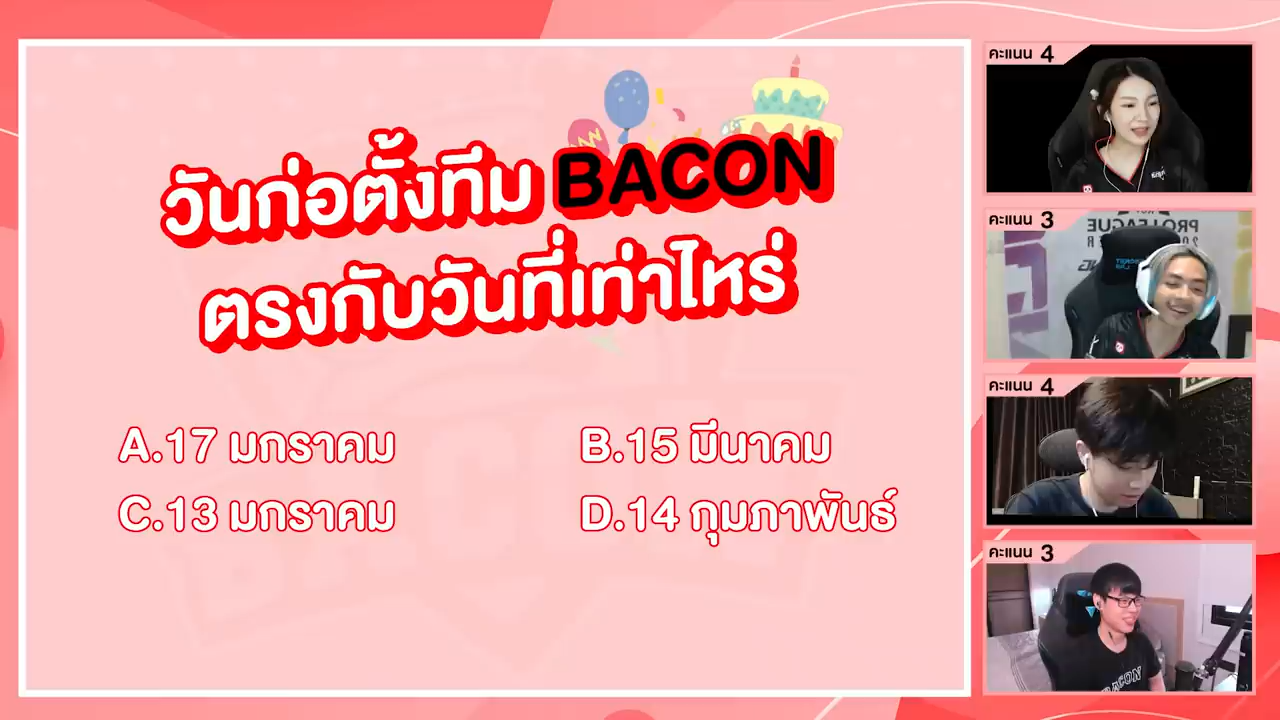 วันก่อตั้งทีม BACON
ตรงกับวันที่เท่าไหร่
A.17 มกราคม
B.15 มีนาคม
C.13 มกราคม
D.14 กุมภาพันธ์
คะแนน 4
คะแนน 3
PRO LEAGUE
คะแนน 4
คะแนน 3
BACON